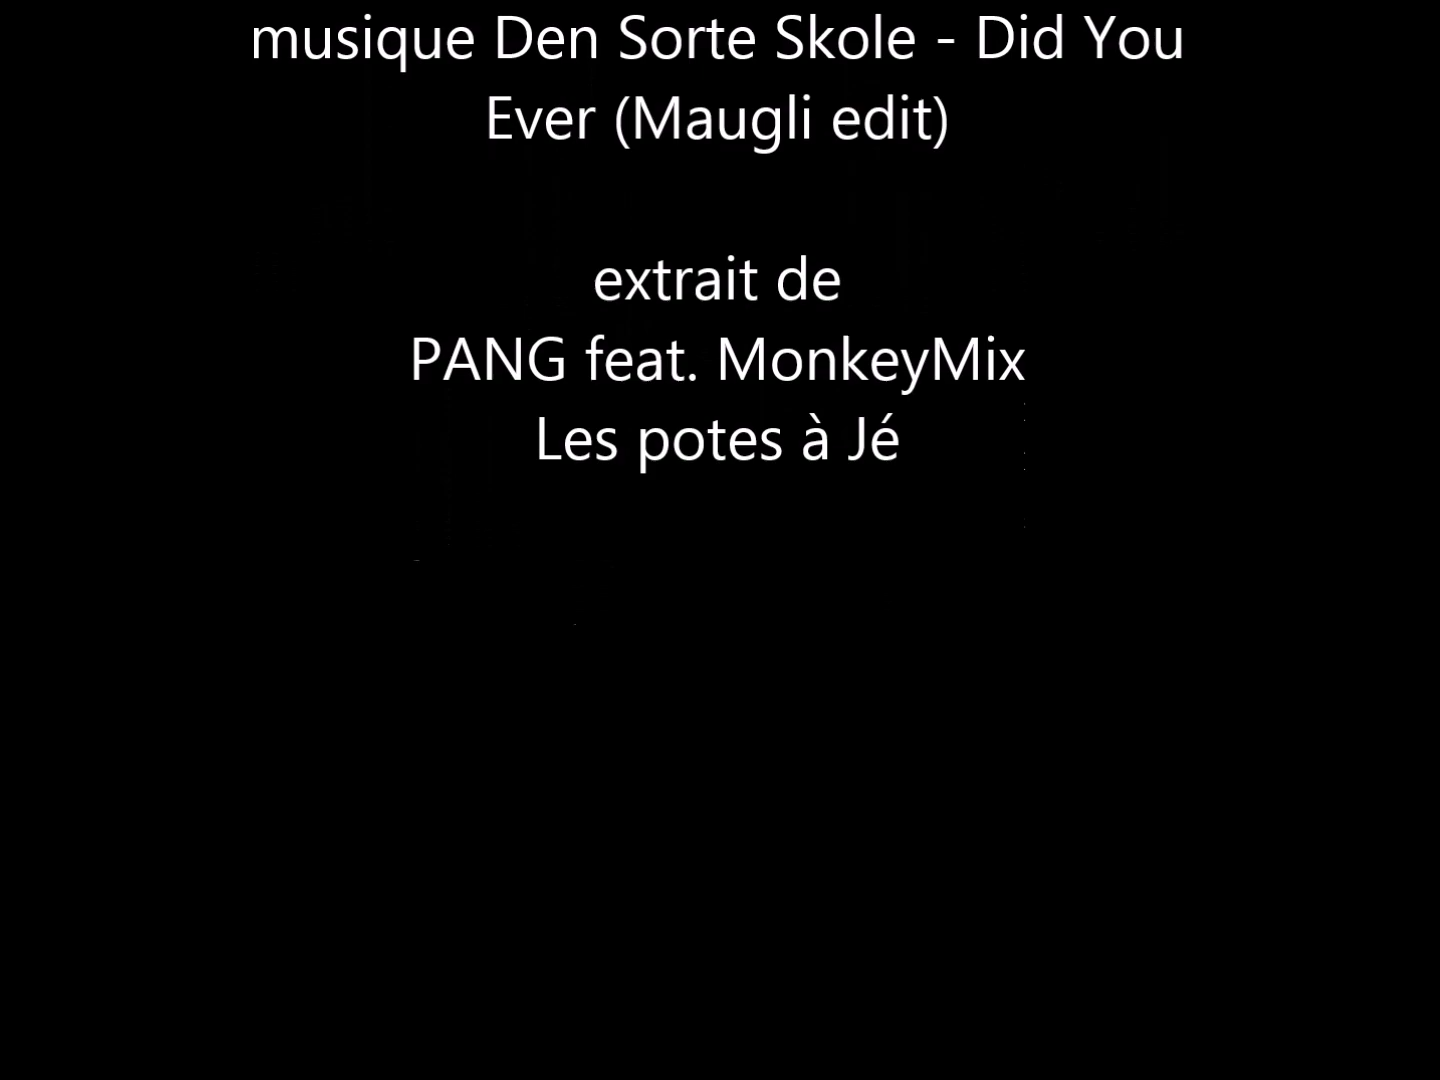 musique Den Sorte Skole - Did You
Ever (Maugli edit)
extrait de
PANG feat. MonkeyMix
Les potes à Jé